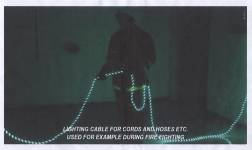 LIGHTING CABLE FOR CORDS AND HOSES ETC.
USED FOR EXAMPLE DURING FIRE FIGHTING